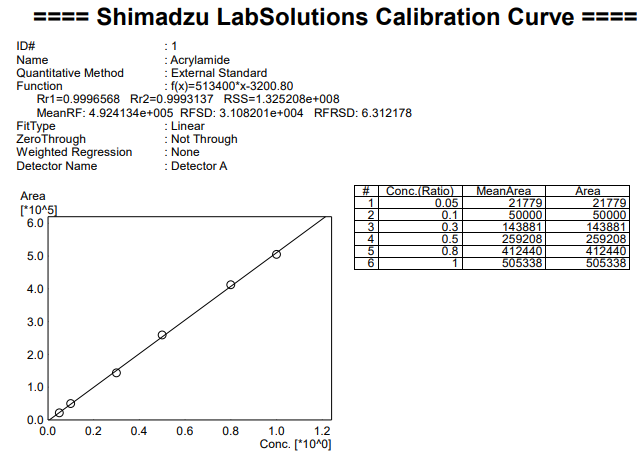 ==== Shimadzu LabSolutions Calibration Curve ====
ID# : 1
Name : Acrylamide
Quantitative Method : External Standard
Function : f(x)=513400*x-3200.80
Rr1=0.9996568 Rr2=0.9993137 RSS=1.325208e+008
MeanRF: 4.924134e+005 RFSD: 3.108201e+004 RFRSD: 6.312178
FitType : Linear
ZeroThrough : Not Through
Weighted Regression : None
Detector Name : Detector A
Area
[*10^5]
6.0
5.0
4.0
3.0
2.0
1.0
0.0
0.0 0.2 0.4 0.6 0.8 1.0 1.2
Conc. [*10^0]
# Conc.(Ratio) MeanArea Area
1 0.05 21779 21779
2 0.1 50000 50000
3 0.3 143881 143881
4 0.5 259208 259208
5 0.8 412440 412440
6 1 505338 505338